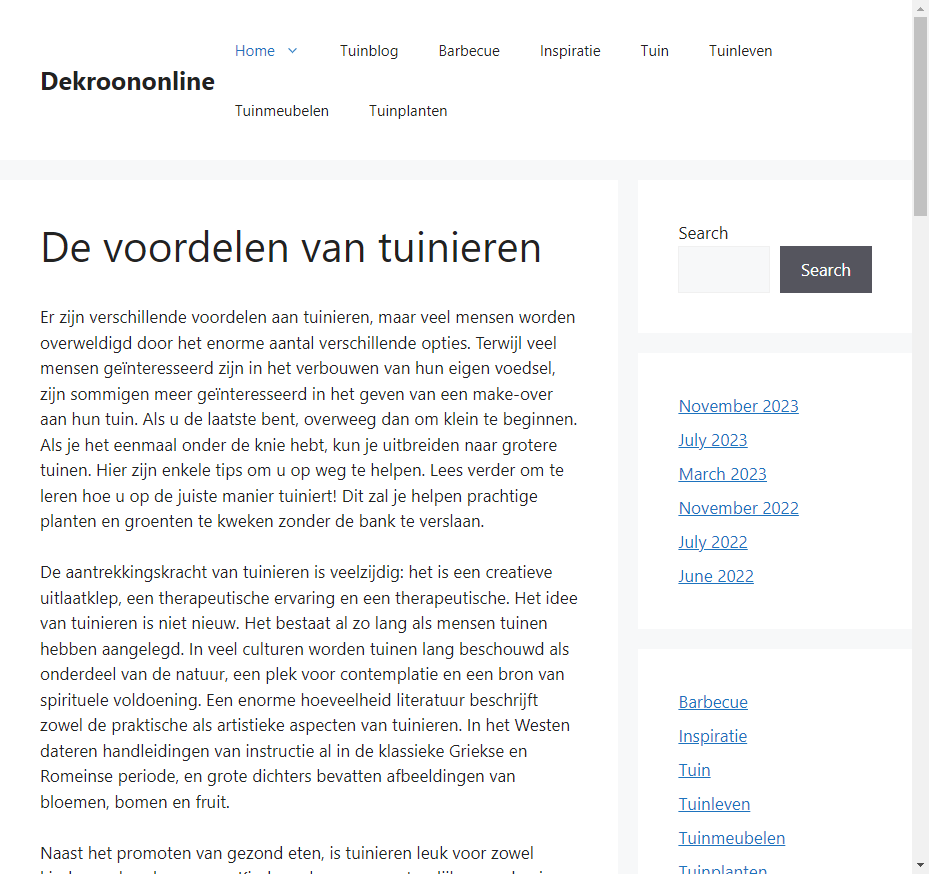 Dekroononline
Home
Tuinblog
Barbecue
Inspiratie
Tuin
Tuinleven
Tuinmeubelen
Tuinplanten
De voordelen van tuinieren
Er zijn verschillende voordelen aan tuinieren, maar veel mensen worden
overweldigd door het enorme aantal verschillende opties. Terwijl veel
mensen geïnteresseerd zijn in het verbouwen van hun eigen voedsel,
zijn sommigen meer geïnteresseerd in het geven van een make-over
aan hun tuin. Als u de laatste bent, overweeg dan om klein te beginnen.
Als je het eenmaal onder de knie hebt, kun je uitbreiden naar grotere
tuinen. Hier zijn enkele tips om u op weg te helpen. Lees verder om te
leren hoe u op de juiste manier tuiniert! Dit zal je helpen prachtige
planten en groenten te kweken zonder de bank te verslaan.
De aantrekkingskracht van tuinieren is veelzijdig: het is een creatieve
uitlaatklep, een therapeutische ervaring en een therapeutische. Het idee
van tuinieren is niet nieuw. Het bestaat al zo lang als mensen tuinen
hebben aangelegd. In veel culturen worden tuinen lang beschouwd als
onderdeel van de natuur, een plek voor contemplatie en een bron van
spirituele voldoening. Een enorme hoeveelheid literatuur beschrijft
zowel de praktische als artistieke aspecten van tuinieren. In het Westen
dateren handleidingen van instructie al in de klassieke Griekse en
Romeinse periode, en grote dichters bevatten afbeeldingen van
bloemen, bomen en fruit.
Naast het promoten van gezond eten, is tuinieren leuk voor zowel
Search
Search
November 2023
July 2023
March 2023
November 2022
July 2022
June 2022
Barbecue
Inspiratie
Tuin
Tuinleven
Tuinmeubelen
Tuinplanten